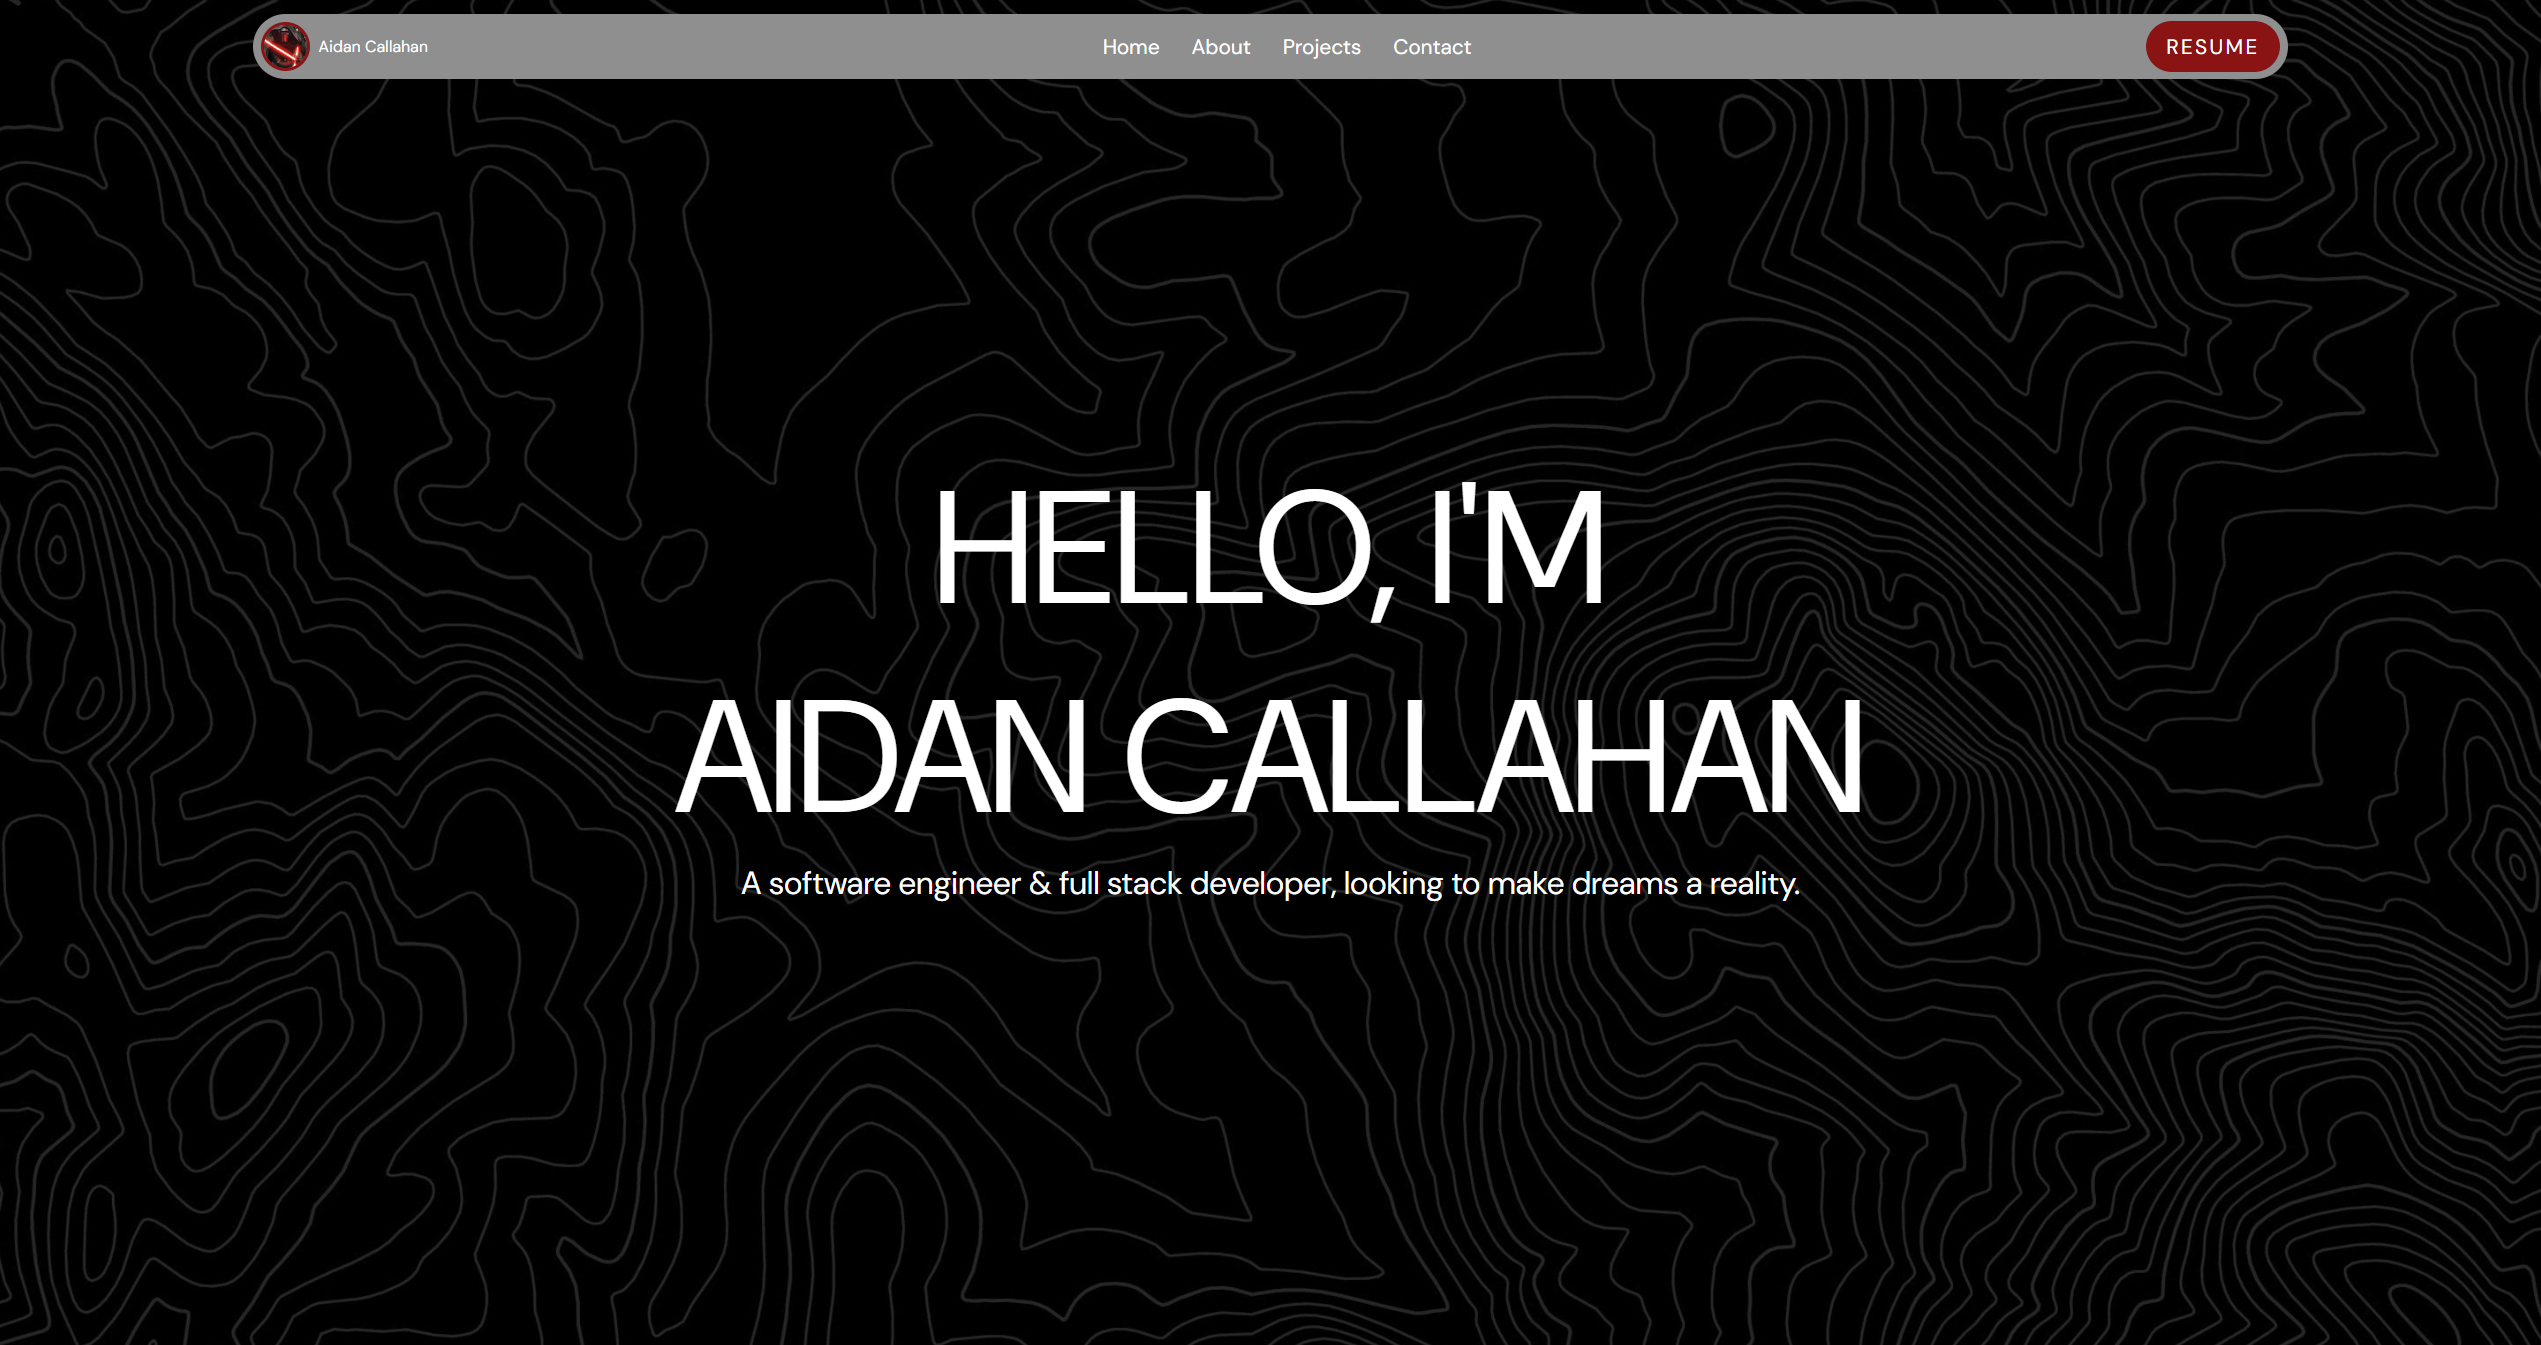 Aidan Callahan
Home About Projects Contact
RESUME
HELLO, I'M
AIDAN CALLAHAN
A software engineer & full stack developer, looking to make dreams a reality.